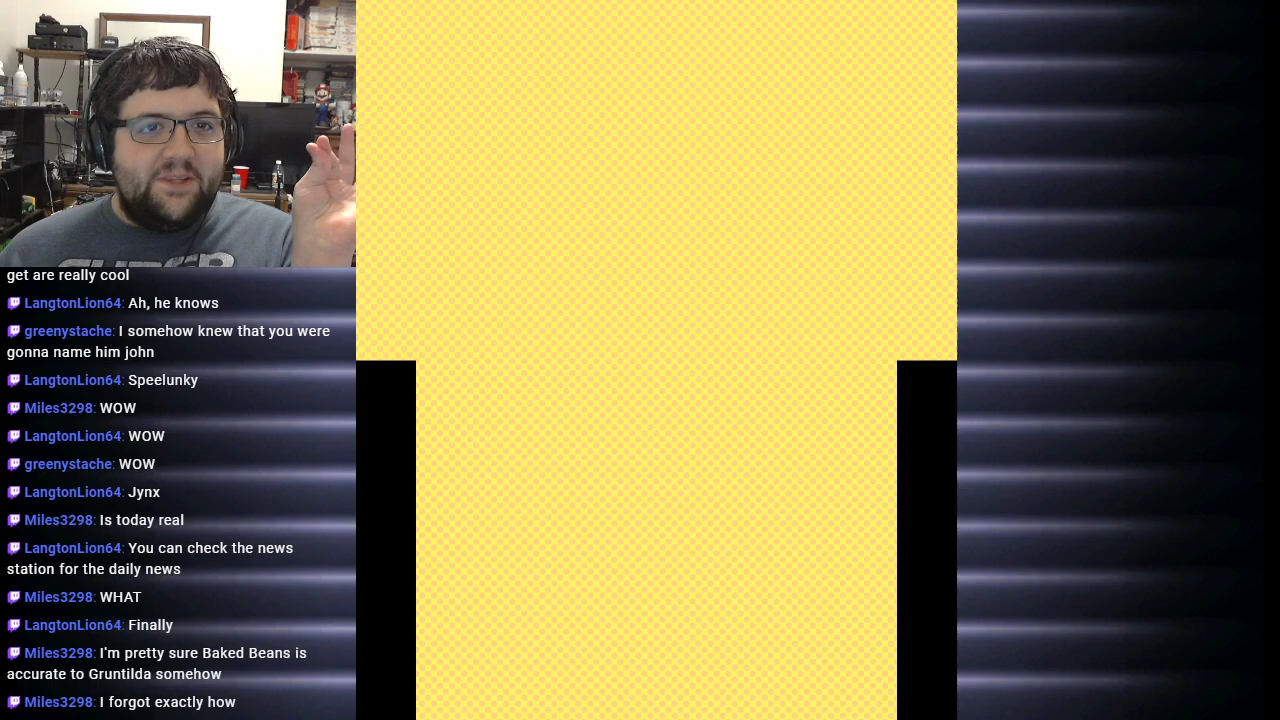 get are really cool
LangtonLion64: Ah, he knows
greenystache: I somehow knew that you were
gonna name him john
LangtonLion64: Speelunky
Miles3298: WOW
LangtonLion64: WOW
greenystache: WOW
LangtonLion64: Jynx
Miles3298: Is today real
LangtonLion64: You can check the news
station for the daily news
Miles3298: WHAT
LangtonLion64: Finally
Miles3298: I'm pretty sure Baked Beans is
accurate to Gruntilda somehow
Miles3298: I forgot exactly how